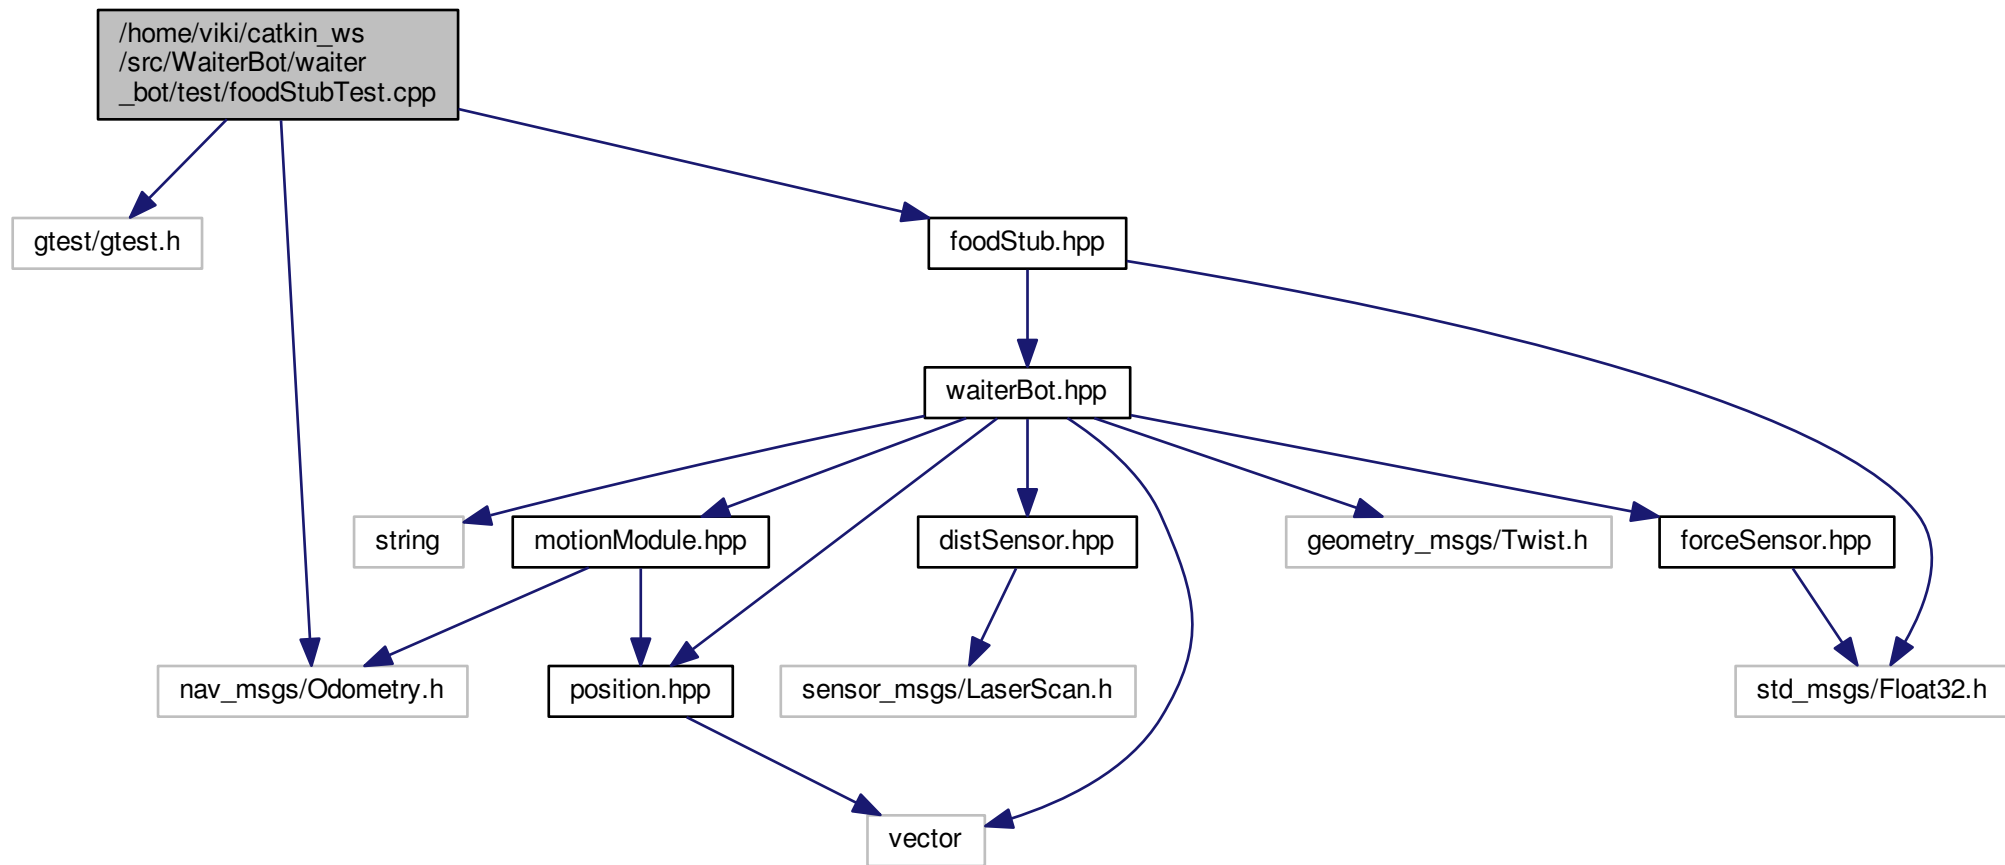 /home/viki/catkin_ws
/src/WaiterBot/waiter
_bot/test/foodStubTest.cpp
gtest/gtest.h
foodStub.hpp
waiterBot.hpp
string
motionModule.hpp
distSensor.hpp
geometry_msgs/Twist.h
forceSensor.hpp
nav_msgs/Odometry.h
position.hpp
sensor_msgs/LaserScan.h
std_msgs/Float32.h
vector